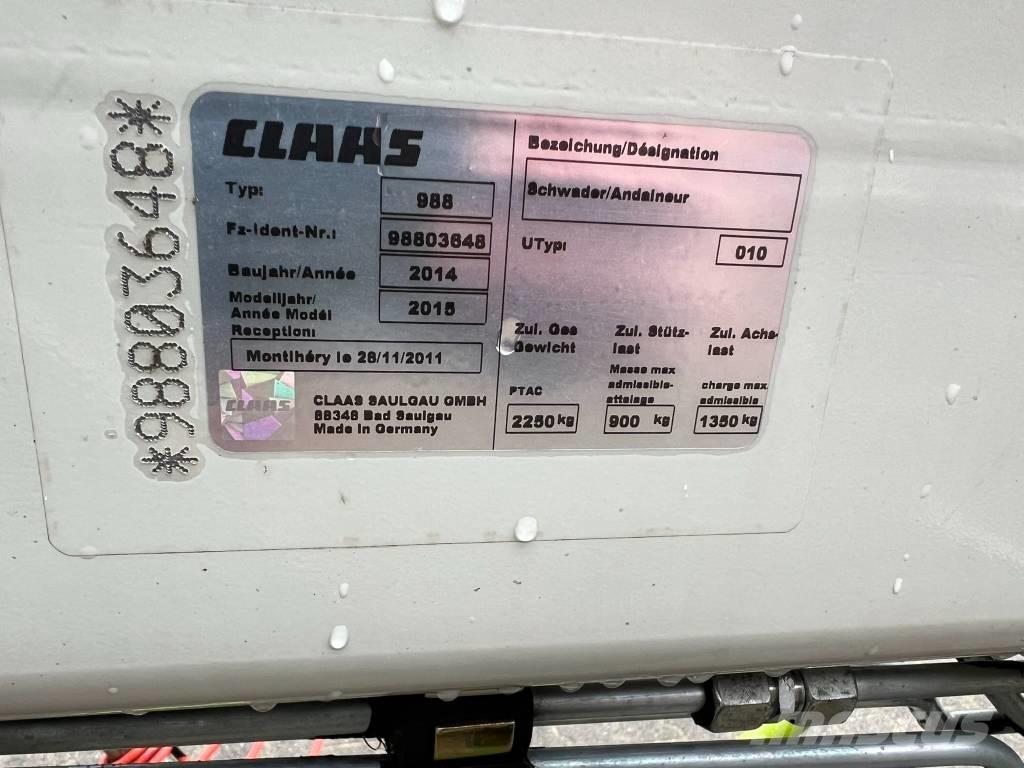 *98803648*
CLAAS
Typ: 988
Fz-Ident-Nr.: 98803648
Baujahr/Année 2014
Modelljahr/
Année Modél 2015
Reception:
Montlhéry le 28/11/2011
CLAAS
CLAAS SAULGAU GMBH
88348 Bad Saulgau
Made in Germany
Bezeichung/Désignation
Schwader/Andaineur
UTyp: 010
Zul. Ges Zul. Stütz- Zul. Achs-
Gewicht last last
Masse max
PTAC admissible- charge max
attelage admissible
2250 kg 900 kg 1350 kg
mascus